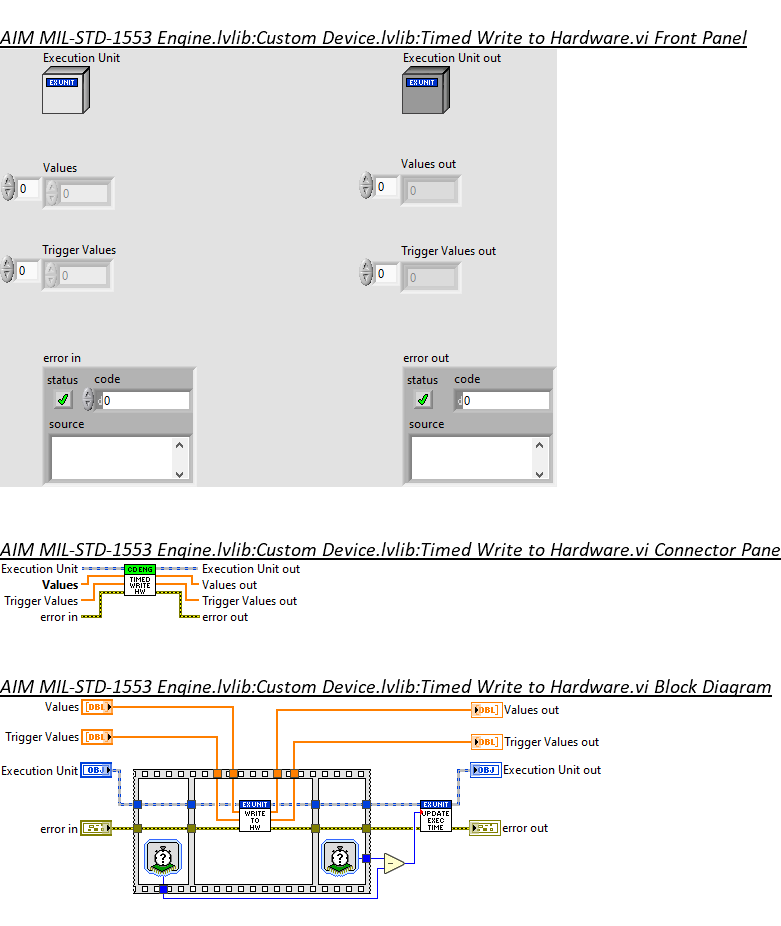 AIM MIL-STD-1553 Engine.lvlib:Custom Device.lvlib:Timed Write to Hardware.vi Front Panel
Execution Unit Execution Unit out
EXUNIT EXUNIT
Values Values out
0 0 0 0
Trigger Values Trigger Values out
0 0 0 0
error in error out
status code status code
d0 d0
source source
AIM MIL-STD-1553 Engine.lvlib:Custom Device.lvlib:Timed Write to Hardware.vi Connector Pane
Execution Unit CD ENG Execution Unit out
Values TIMED WRITE HW Values out
Trigger Values Trigger Values out
error in error out
AIM MIL-STD-1553 Engine.lvlib:Custom Device.lvlib:Timed Write to Hardware.vi Block Diagram
Values [DBL] [DBL] Values out
Trigger Values [DBL] [DBL] Trigger Values out
Execution Unit OBJ OBJ Execution Unit out
EXUNIT EXUNIT
WRITE TO HW UPDATE EXEC TIME
error in error out
? ?
-